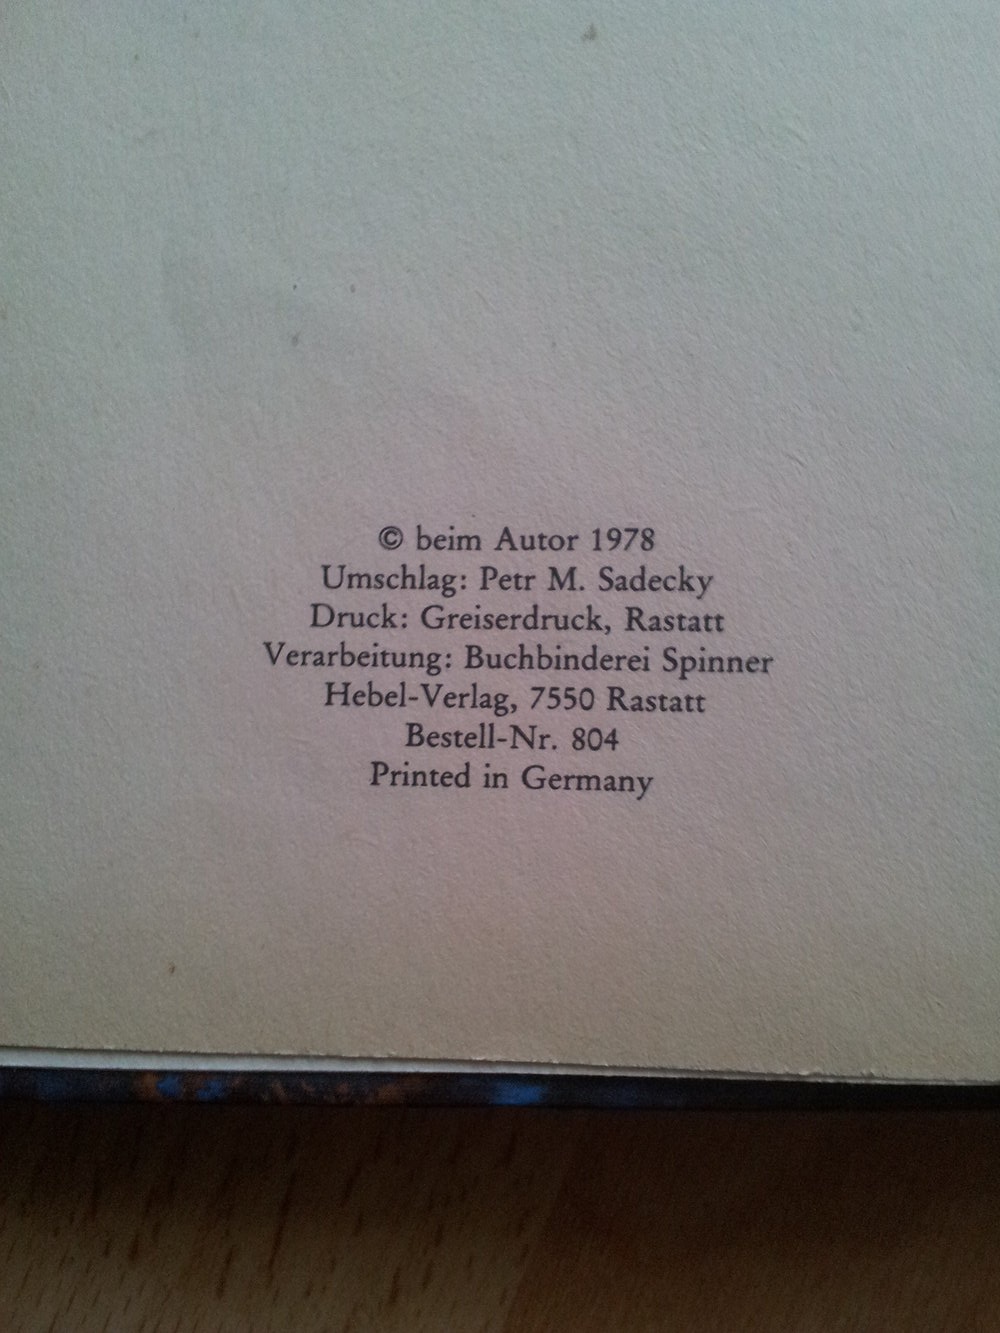 © beim Autor 1978
Umschlag: Petr M. Sadecky
Druck: Greiserdruck, Rastatt
Verarbeitung: Buchbinderei Spinner
Hebel-Verlag, 7550 Rastatt
Bestell-Nr. 804
Printed in Germany